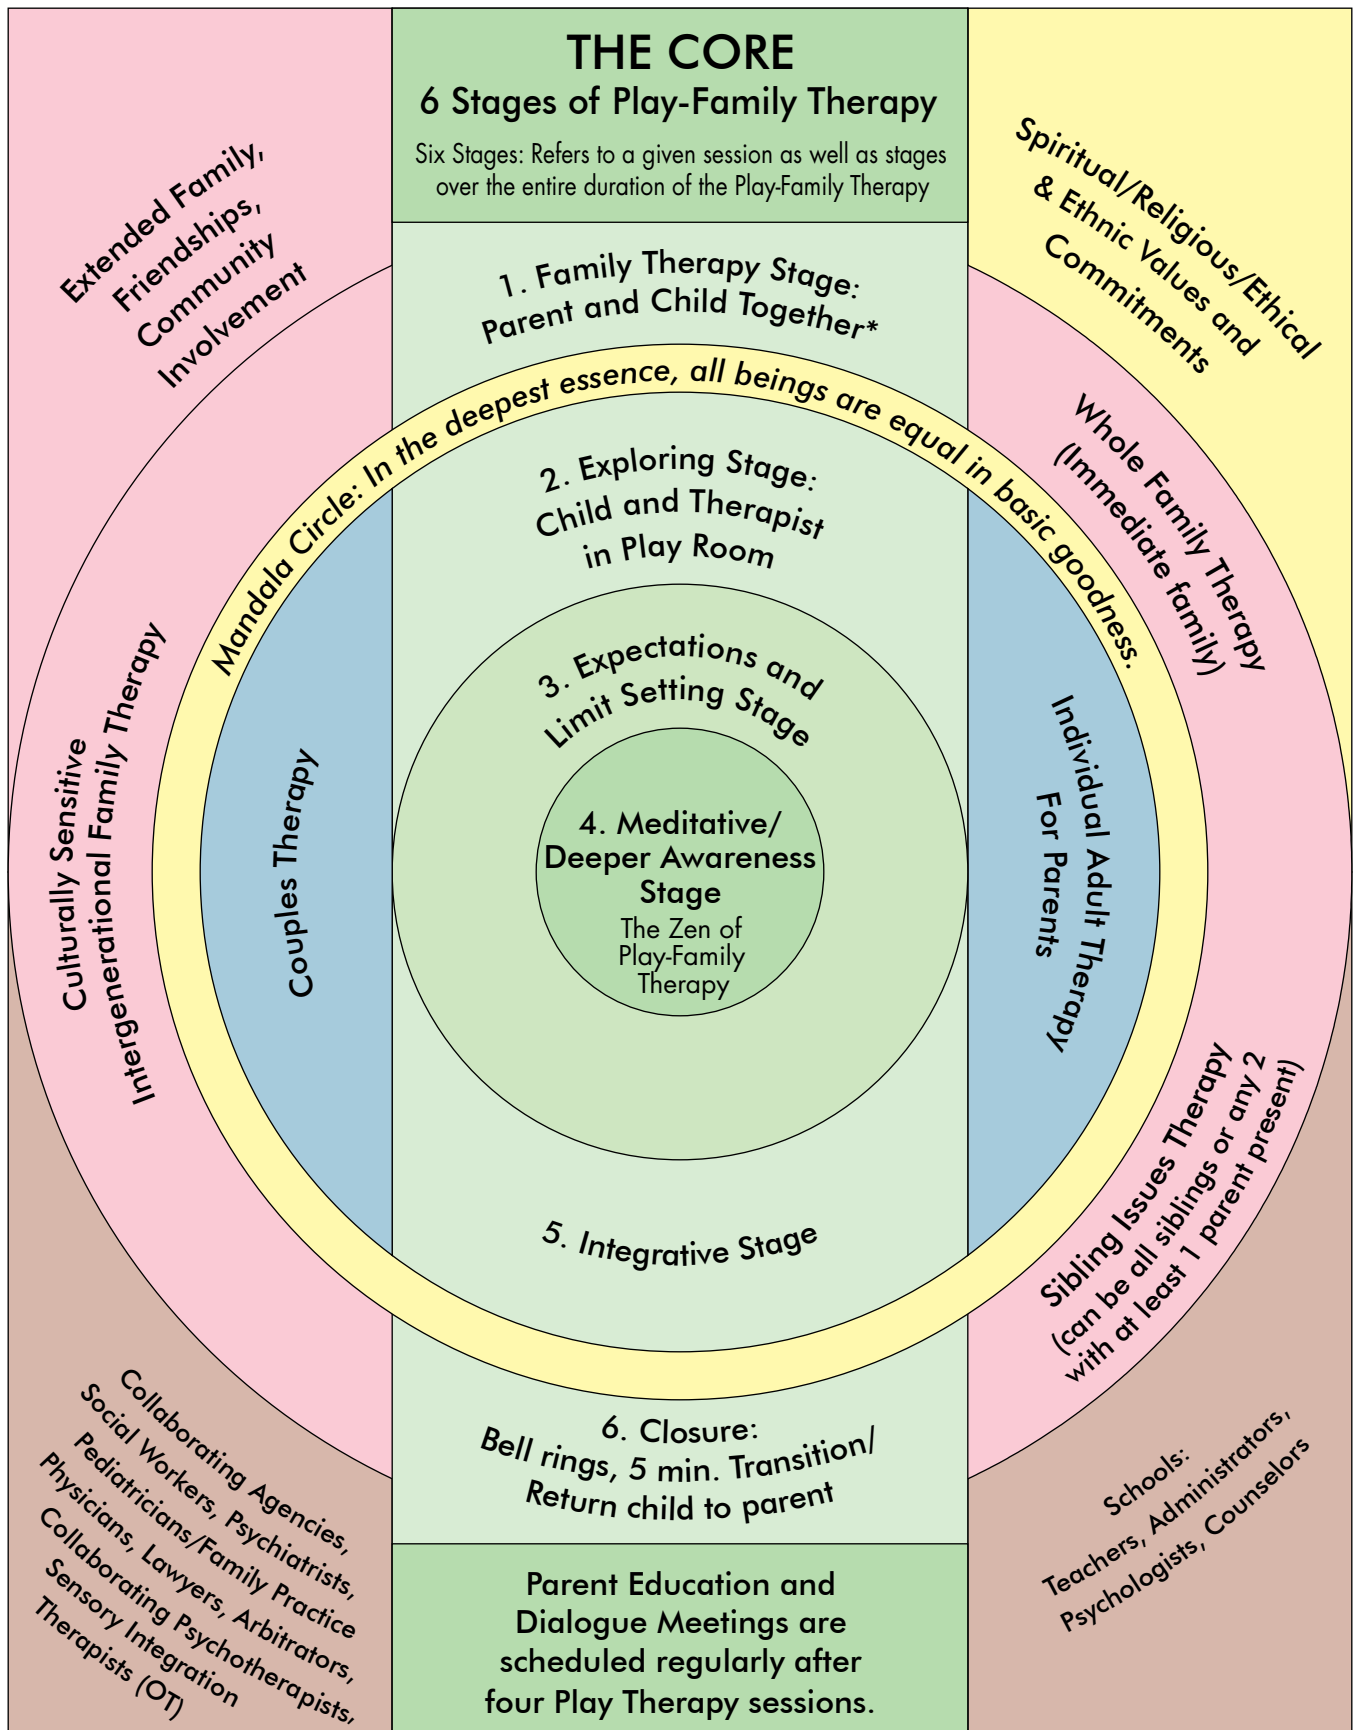 THE CORE
6 Stages of Play-Family Therapy
Six Stages: Refers to a given session as well as stages
over the entire duration of the Play-Family Therapy
Extended Family,
Friendships,
Community
Involvement
Spiritual/Religious/Ethical
& Ethnic Values and
Commitments
1. Family Therapy Stage:
Parent and Child Together*
Mandala Circle: In the deepest essence, all beings are equal in basic goodness.
2. Exploring Stage:
Child and Therapist
in Play Room
Whole Family Therapy
(Immediate family)
3. Expectations and
Limit Setting Stage
Culturally Sensitive
Intergenerational Family Therapy
Couples Therapy
4. Meditative/
Deeper Awareness
Stage
The Zen of
Play-Family
Therapy
Individual Adult Therapy
For Parents
5. Integrative Stage
Sibling Issues Therapy
(can be all siblings or any 2
with at least 1 parent present)
6. Closure:
Bell rings, 5 min. Transition/
Return child to parent
Collaborating Agencies,
Social Workers, Psychiatrists,
Pediatricians/Family Practice
Physicians, Lawyers, Arbitrators,
Collaborating Psychotherapists,
Sensory Integration
Therapists (OT)
Schools:
Teachers, Administrators,
Psychologists, Counselors
Parent Education and
Dialogue Meetings are
scheduled regularly after
four Play Therapy sessions.